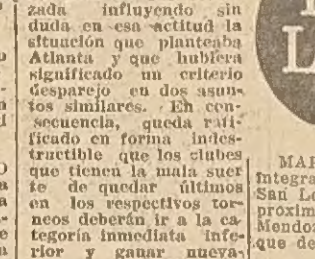 zada influyendo sin
duda en esa actitud la
situación que planteaba
Atlanta y que hubiera
significado un criterio
desparejo en dos asun-
tos similares. En con-
secuencia, queda rati-
ficado en forma indes-
tructible que los clubes
que tienen la mala suer
te de quedar últimos
en los respectivos tor-
neos deberán ir a la ca-
tegoría inmediata infe-
rior y ganar nueva-
L
MAR
Integra
San Lo
próxim
Mendoz
que de